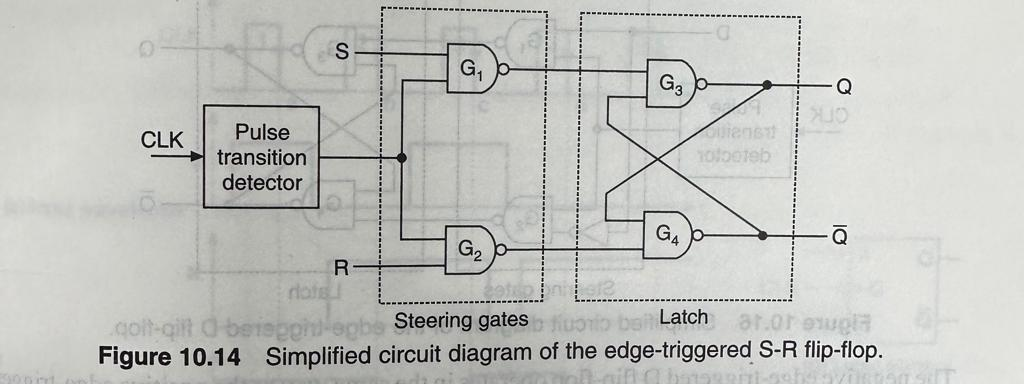 S
G1
G3
Q
CLK
Pulse
transition
detector
G2
G4
Q̅
R
Steering gates
Latch
Figure 10.14 Simplified circuit diagram of the edge-triggered S-R flip-flop.